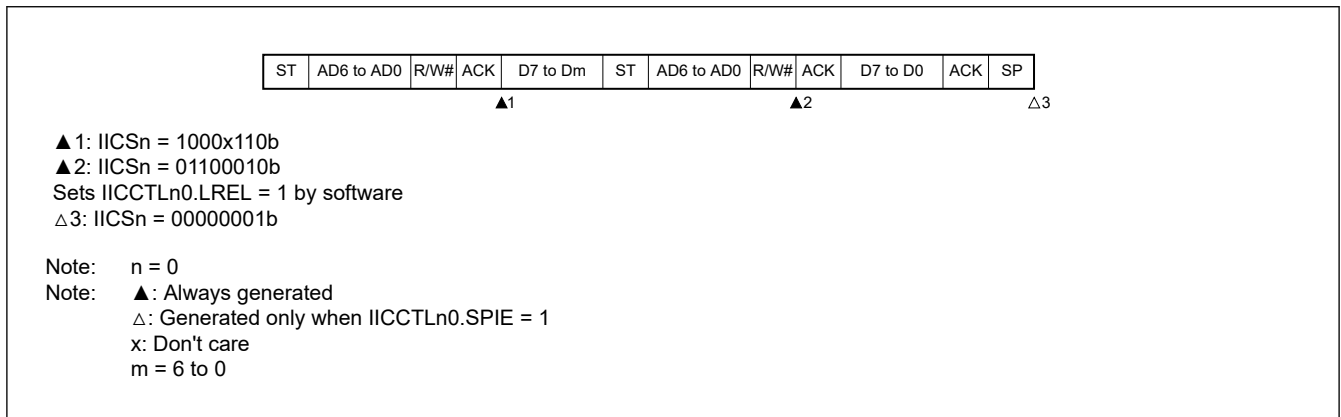 ST AD6 to AD0 R/W# ACK D7 to Dm ST AD6 to AD0 R/W# ACK D7 to D0 ACK SP
▲1 ▲2 △3
▲1: IICSn = 1000x110b
▲2: IICSn = 01100010b
Sets IICCTLn0.LREL = 1 by software
△3: IICSn = 00000001b
Note: n = 0
Note: ▲: Always generated
△: Generated only when IICCTLn0.SPIE = 1
x: Don't care
m = 6 to 0